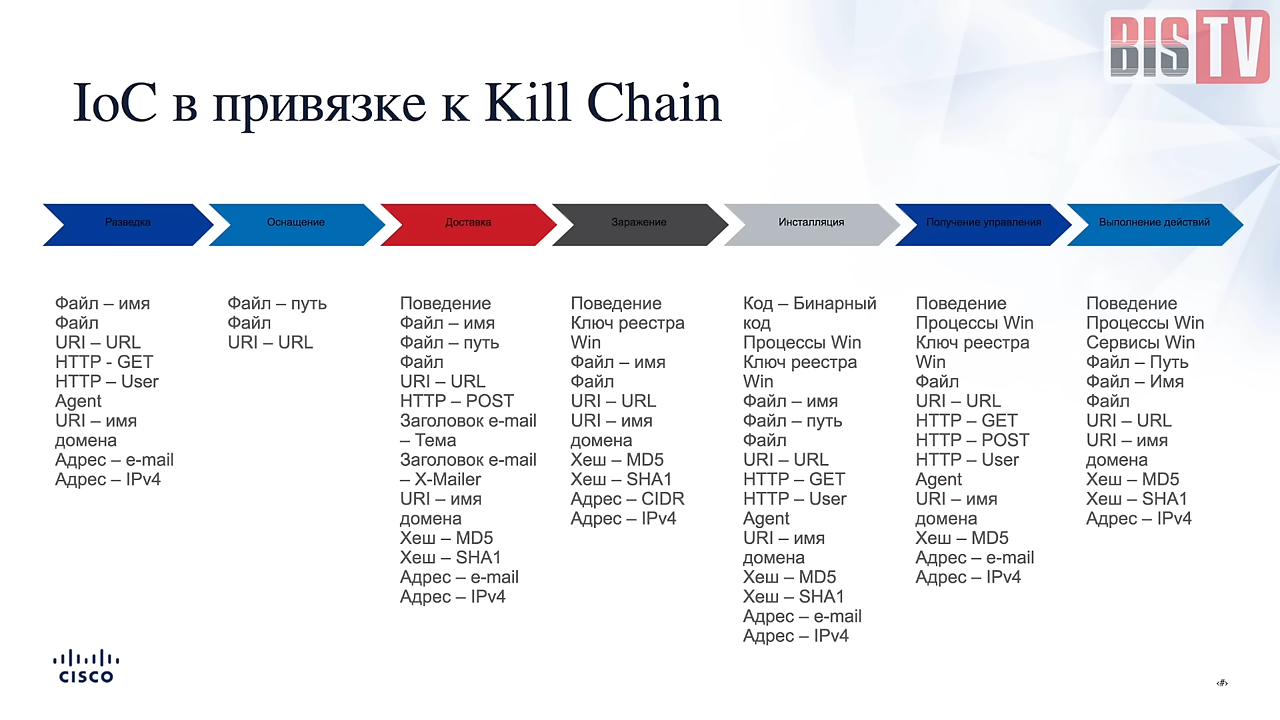 BIS TV
IoC в привязке к Kill Chain
Разведка
Оснащение
Доставка
Заражение
Инсталляция
Получение управления
Выполнение действий
Файл – имя
Файл
URI – URL
HTTP - GET
HTTP – User
Agent
URI – имя
домена
Адрес – e-mail
Адрес – IPv4
Файл – путь
Файл
URI – URL
Поведение
Файл – имя
Файл – путь
Файл
URI – URL
HTTP – POST
Заголовок e-mail
– Тема
Заголовок e-mail
– X-Mailer
URI – имя
домена
Хеш – MD5
Хеш – SHA1
Адрес – e-mail
Адрес – IPv4
Поведение
Ключ реестра
Win
Файл – имя
Файл
URI – URL
URI – имя
домена
Хеш – MD5
Хеш – SHA1
Адрес – CIDR
Адрес – IPv4
Код – Бинарный
код
Процессы Win
Ключ реестра
Win
Файл – имя
Файл – путь
Файл
URI – URL
HTTP – GET
HTTP – User
Agent
URI – имя
домена
Хеш – MD5
Хеш – SHA1
Адрес – e-mail
Адрес – IPv4
Поведение
Процессы Win
Ключ реестра
Win
Файл
URI – URL
HTTP – GET
HTTP – POST
HTTP – User
Agent
URI – имя
домена
Хеш – MD5
Адрес – e-mail
Адрес – IPv4
Поведение
Процессы Win
Сервисы Win
Файл – Путь
Файл – Имя
Файл
URI – URL
URI – имя
домена
Хеш – MD5
Хеш – SHA1
Адрес – IPv4
CISCO
‹#›